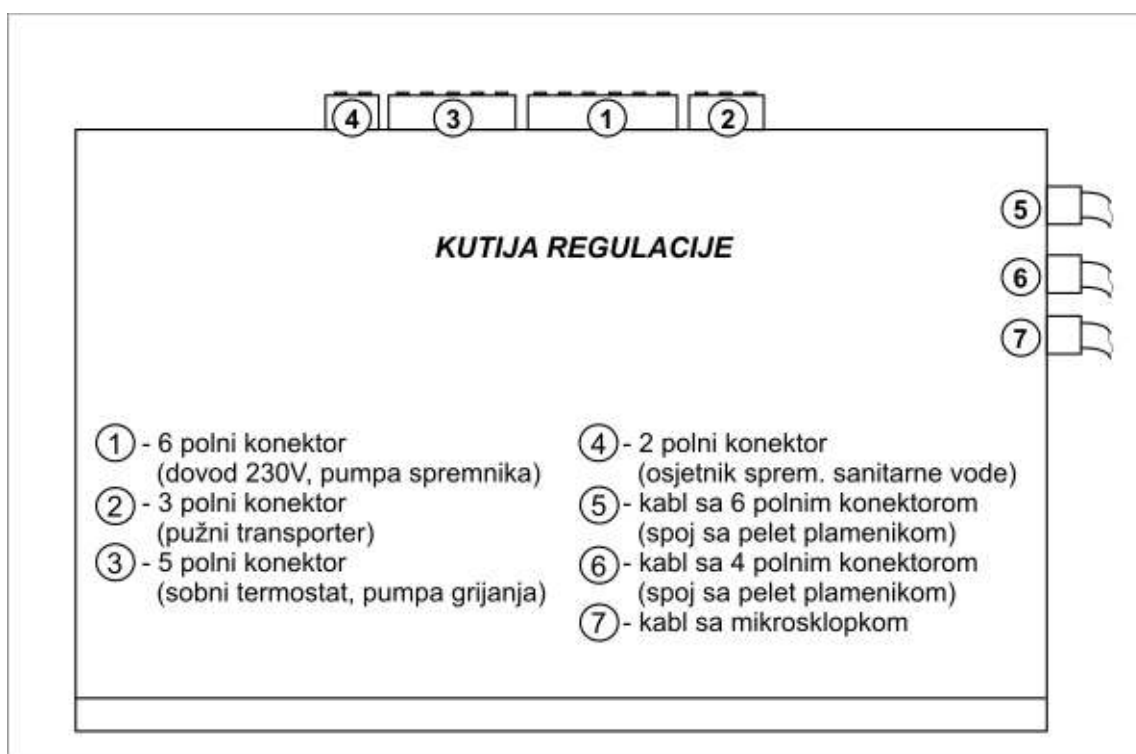 4 3 1 2
5
KUTIJA REGULACIJE
6
7
1 - 6 polni konektor
(dovod 230V, pumpa spremnika)
2 - 3 polni konektor
(pužni transporter)
3 - 5 polni konektor
(sobni termostat, pumpa grijanja)
4 - 2 polni konektor
(osjetnik sprem. sanitarne vode)
5 - kabl sa 6 polnim konektorom
(spoj sa pelet plamenikom)
6 - kabl sa 4 polnim konektorom
(spoj sa pelet plamenikom)
7 - kabl sa mikrosklopkom